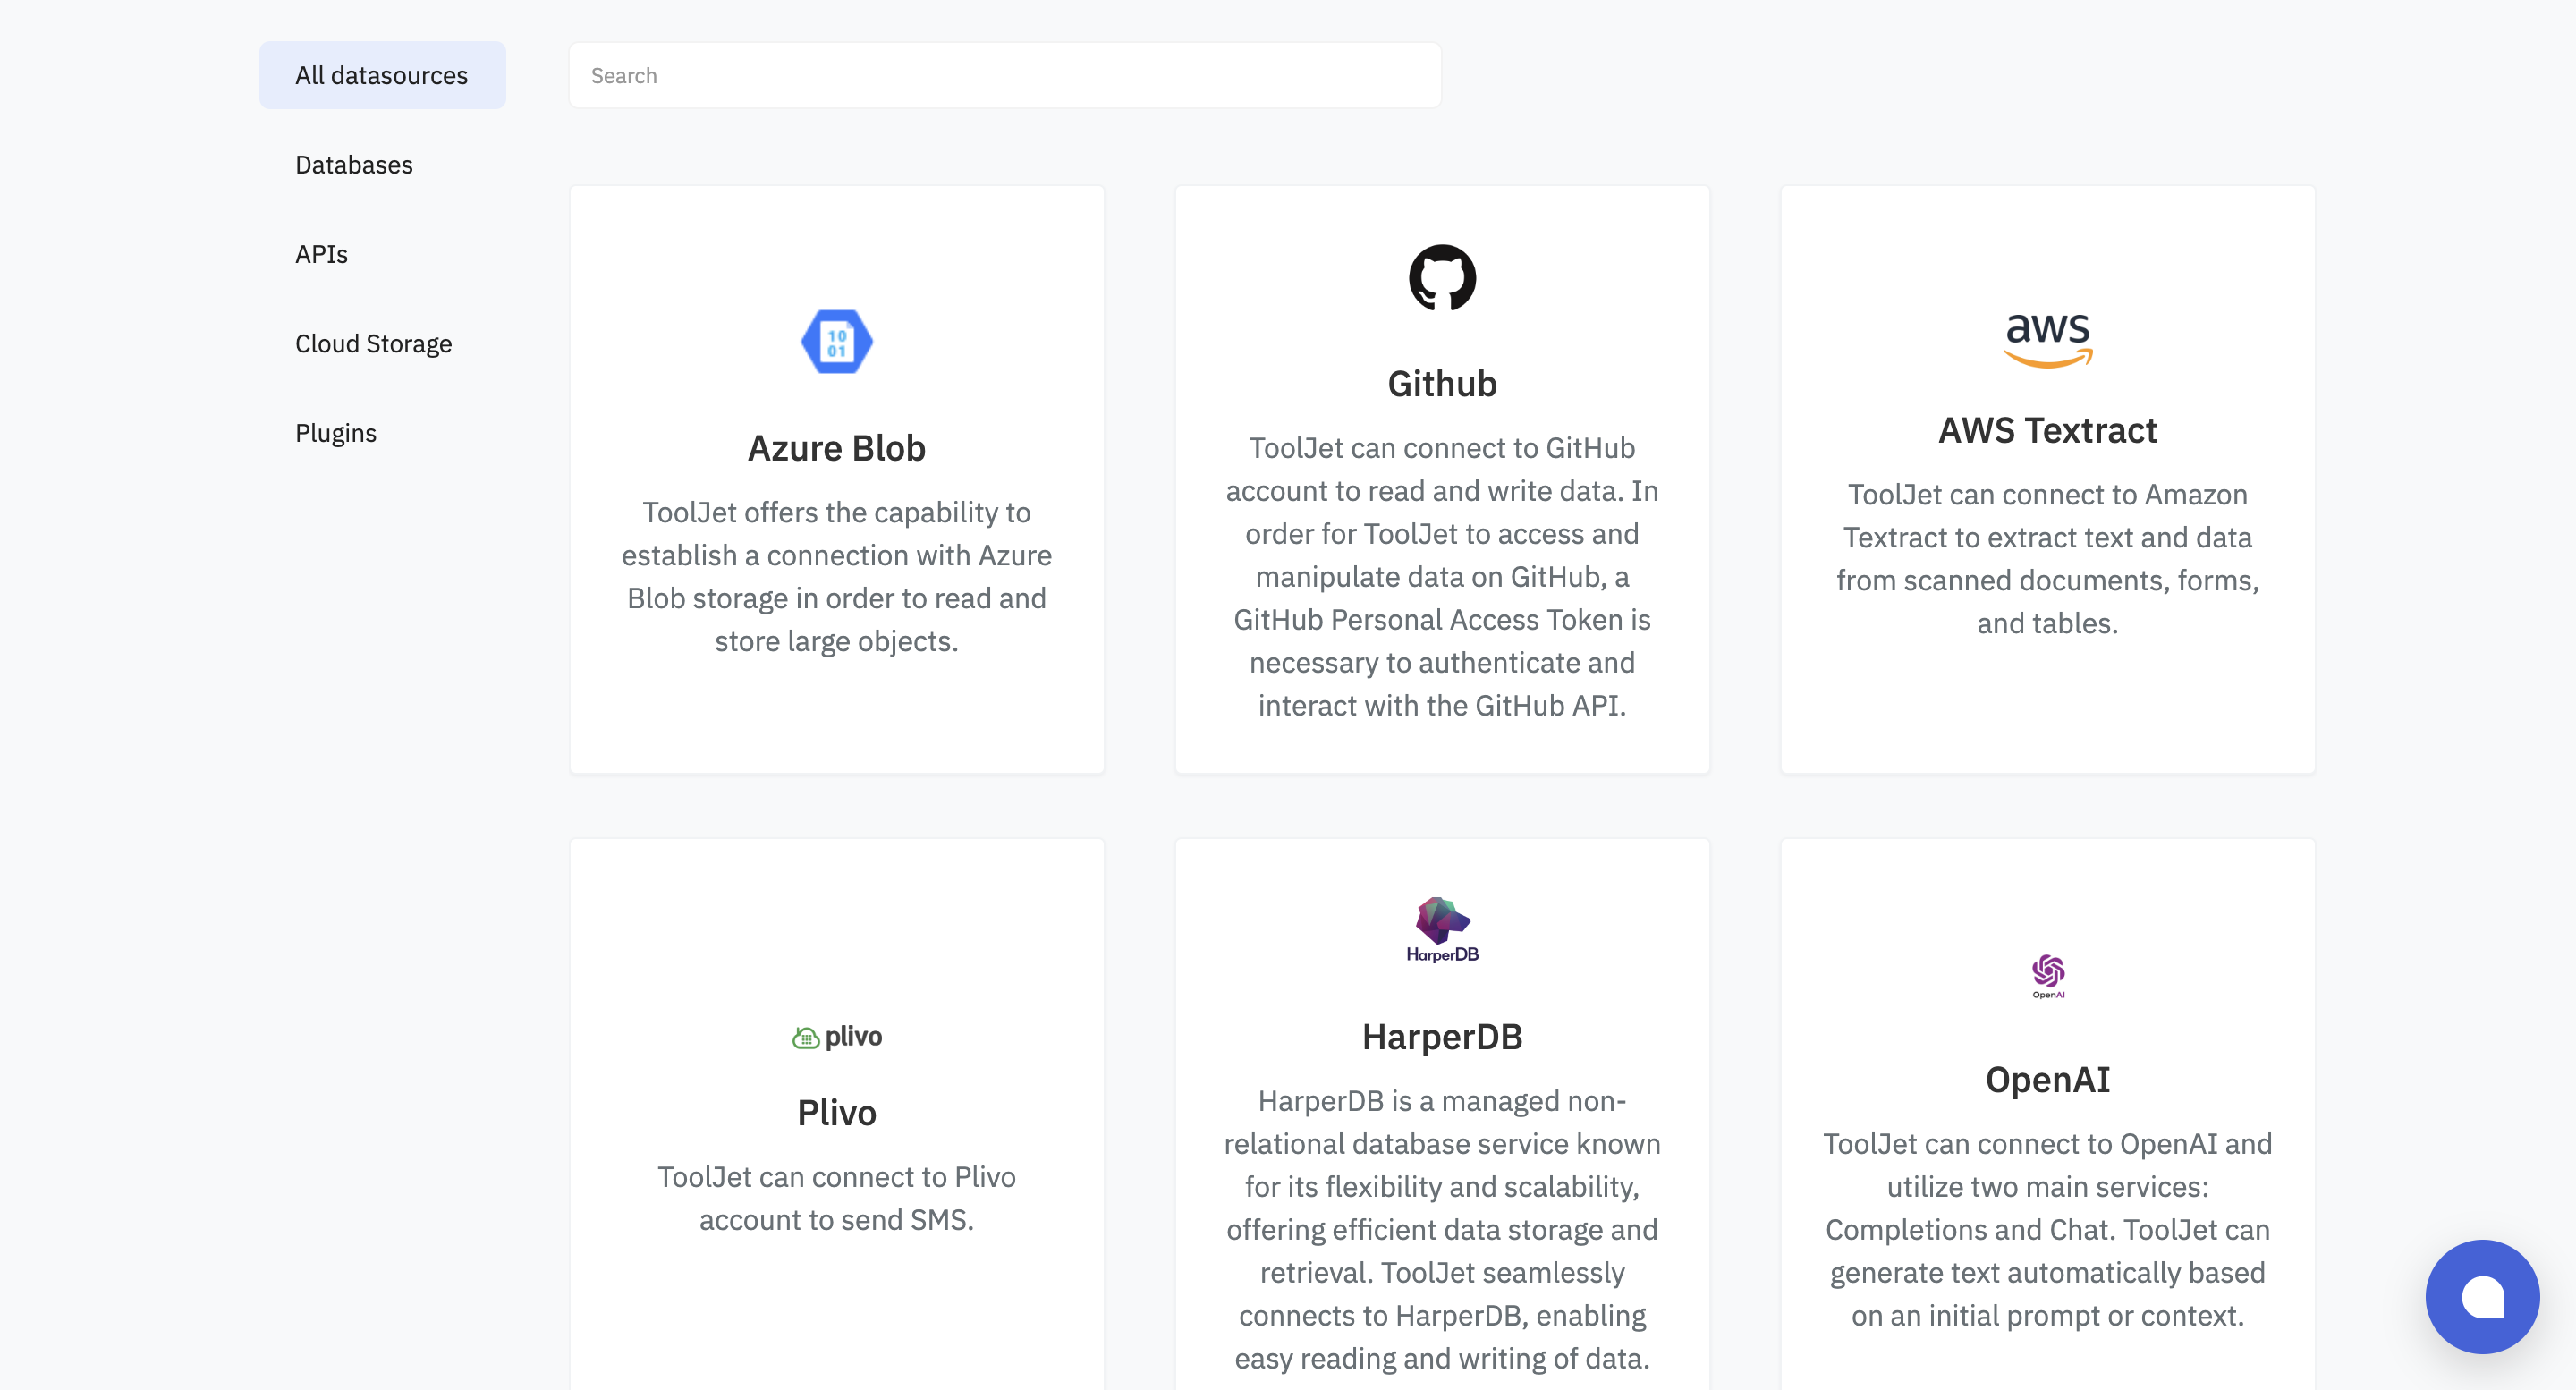 All datasources
Search
Databases
APIs
Cloud Storage
Plugins
10
01
Azure Blob
ToolJet offers the capability to
establish a connection with Azure
Blob storage in order to read and
store large objects.
Github
ToolJet can connect to GitHub
account to read and write data. In
order for ToolJet to access and
manipulate data on GitHub, a
GitHub Personal Access Token is
necessary to authenticate and
interact with the GitHub API.
aws
AWS Textract
ToolJet can connect to Amazon
Textract to extract text and data
from scanned documents, forms,
and tables.
plivo
Plivo
ToolJet can connect to Plivo
account to send SMS.
HarperDB
HarperDB
HarperDB is a managed non-
relational database service known
for its flexibility and scalability,
offering efficient data storage and
retrieval. ToolJet seamlessly
connects to HarperDB, enabling
easy reading and writing of data.
OpenAI
OpenAI
ToolJet can connect to OpenAI and
utilize two main services:
Completions and Chat. ToolJet can
generate text automatically based
on an initial prompt or context.